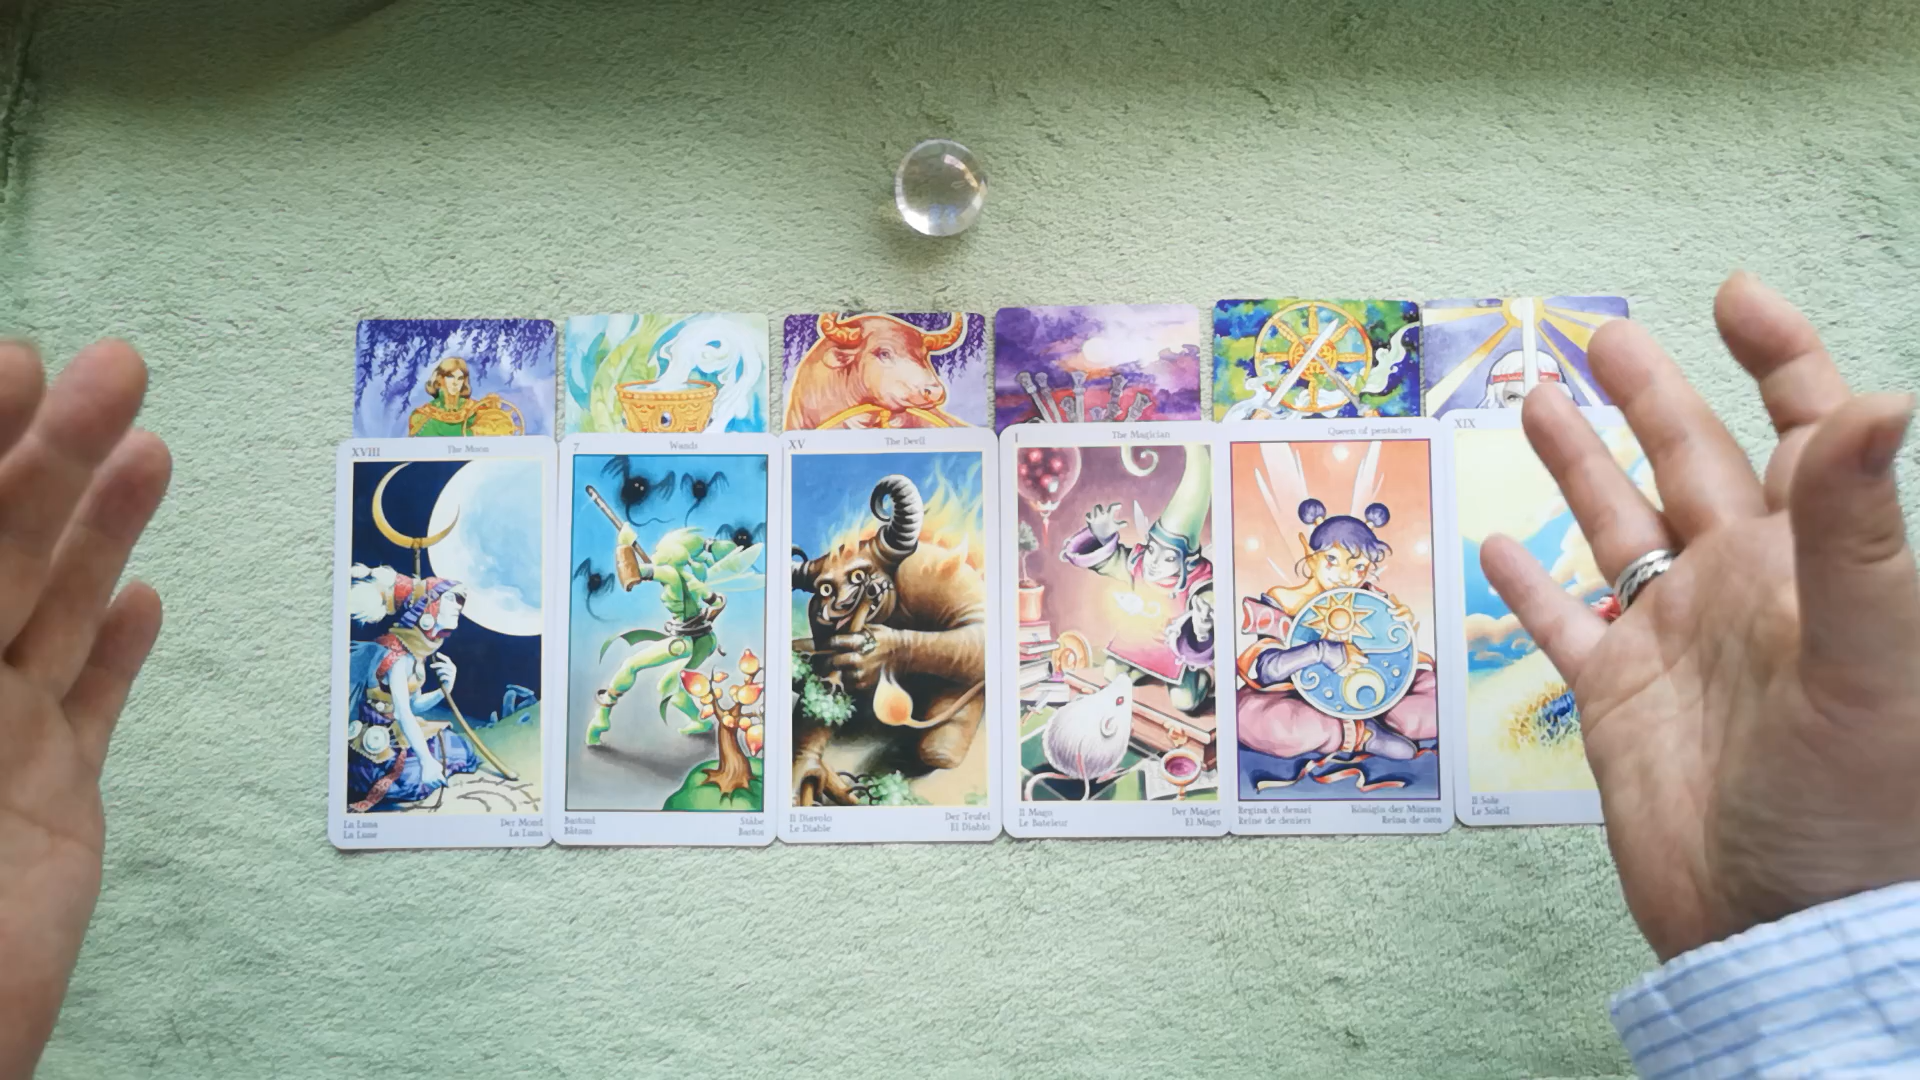 XVIII The Moon
La Luna Der Mond
La Lune La Luna
7 Wands
Bastoni Stäbe
Bâtons Bastos
XV The Devil
Il Diavolo Der Teufel
Le Diable El Diablo
I The Magician
Il Mago Der Magier
Le Bateleur El Mago
Queen of pentacles
Regina di denari Königin der Münzen
Reine de deniers Reina de oros
XIX
Il Sole
Le Soleil